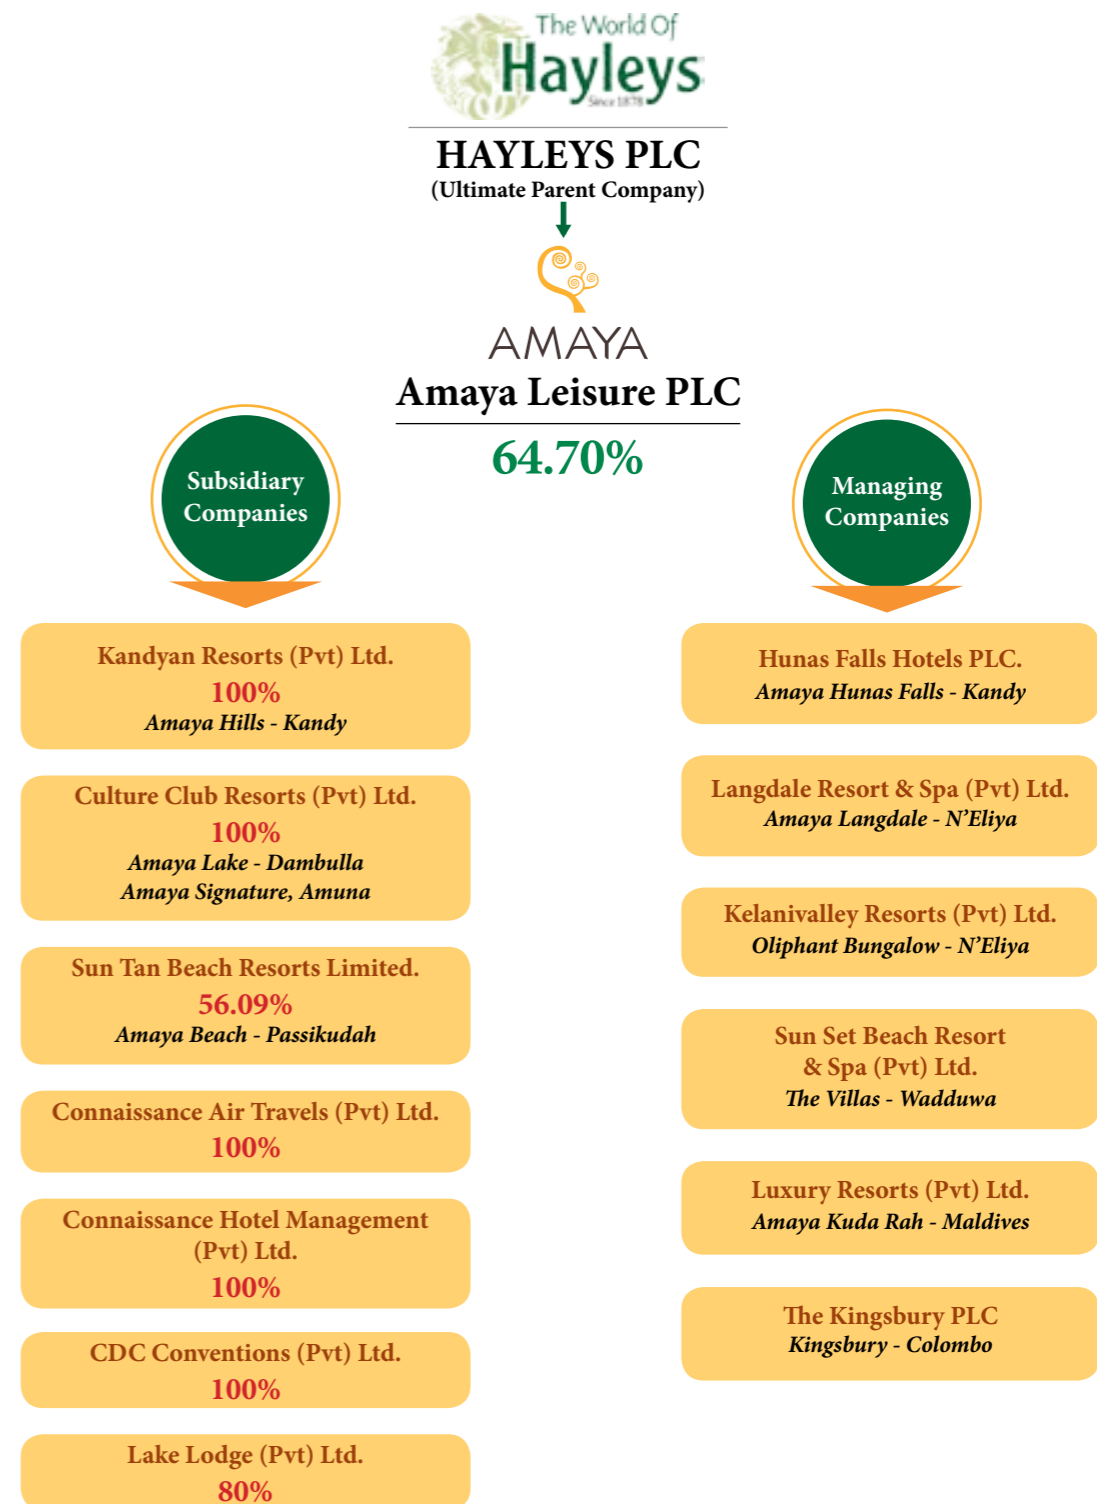 The World Of
Hayleys
Since 1878
HAYLEYS PLC
(Ultimate Parent Company)
AMAYA
Amaya Leisure PLC
64.70%
Subsidiary
Companies
Kandyan Resorts (Pvt) Ltd.
100%
Amaya Hills - Kandy
Culture Club Resorts (Pvt) Ltd.
100%
Amaya Lake - Dambulla
Amaya Signature, Amuna
Sun Tan Beach Resorts Limited.
56.09%
Amaya Beach - Passikudah
Connaissance Air Travels (Pvt) Ltd.
100%
Connaissance Hotel Management
(Pvt) Ltd.
100%
CDC Conventions (Pvt) Ltd.
100%
Lake Lodge (Pvt) Ltd.
80%
Managing
Companies
Hunas Falls Hotels PLC.
Amaya Hunas Falls - Kandy
Langdale Resort & Spa (Pvt) Ltd.
Amaya Langdale - N’Eliya
Kelanivalley Resorts (Pvt) Ltd.
Oliphant Bungalow - N’Eliya
Sun Set Beach Resort
& Spa (Pvt) Ltd.
The Villas - Wadduwa
Luxury Resorts (Pvt) Ltd.
Amaya Kuda Rah - Maldives
The Kingsbury PLC
Kingsbury - Colombo